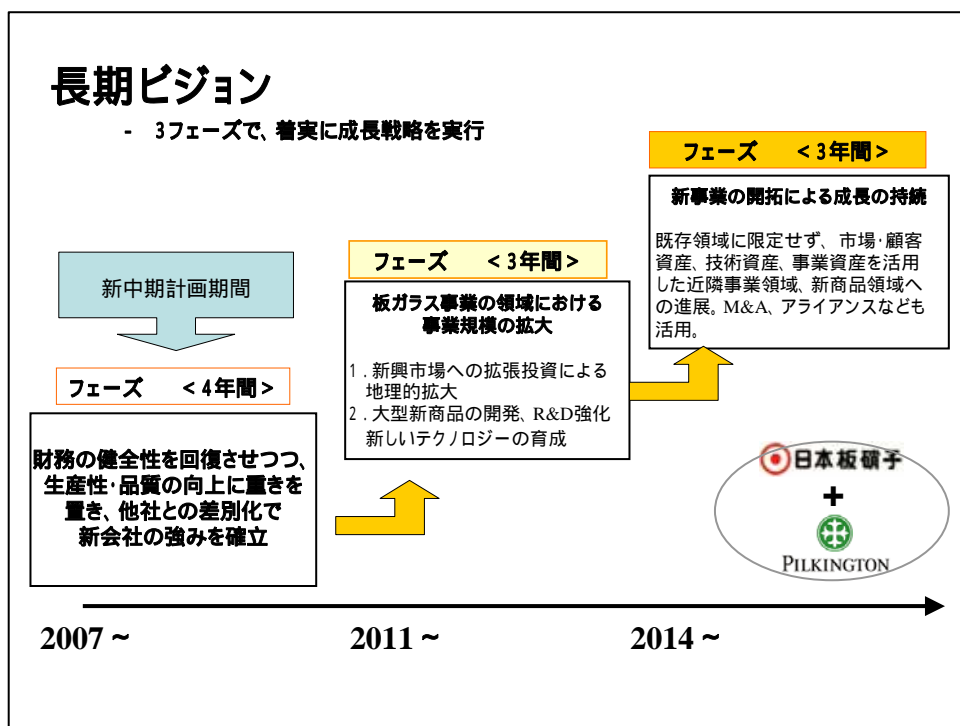 長期ビジョン
- 3フェーズで、着実に成長戦略を実行
新中期計画期間
フェーズ <4年間>
財務の健全性を回復させつつ、
生産性・品質の向上に重きを
置き、他社との差別化で
新会社の強みを確立
フェーズ <3年間>
板ガラス事業の領域における
事業規模の拡大
1.新興市場への拡張投資による
地理的拡大
2.大型新商品の開発、R&D強化
新しいテクノロジーの育成
フェーズ <3年間>
新事業の開拓による成長の持続
既存領域に限定せず、市場・顧客
資産、技術資産、事業資産を活用
した近隣事業領域、新商品領域へ
の進展。M&A、アライアンスなども
活用。
日本板硝子
+
PILKINGTON
2007~
2011~
2014~